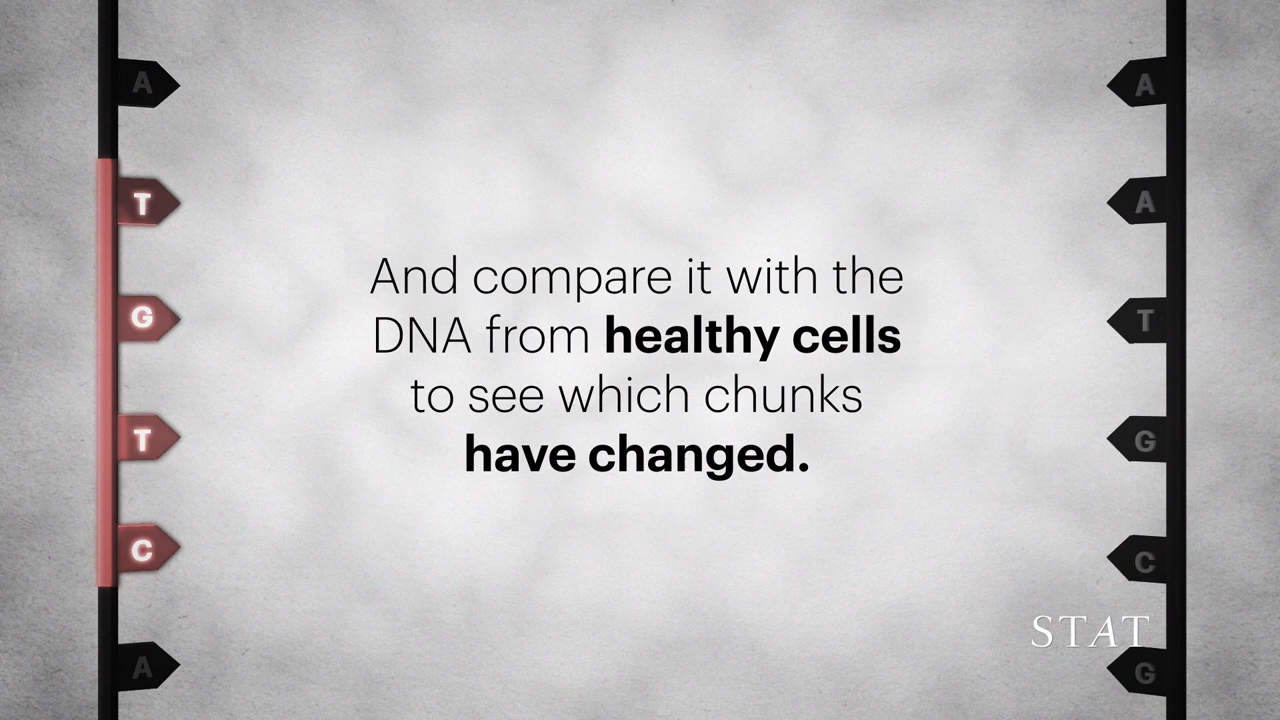 A
T
G
T
C
A
And compare it with the
DNA from healthy cells
to see which chunks
have changed.
A
A
T
G
C
STAT
G